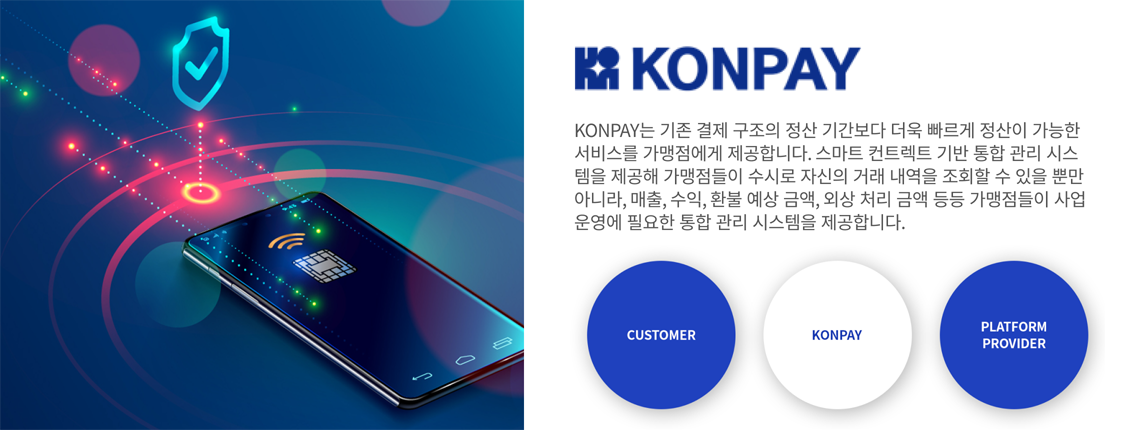 KONPAY
KONPAY는 기존 결제 구조의 정산 기간보다 더욱 빠르게 정산이 가능한
서비스를 가맹점에게 제공합니다. 스마트 컨트렉트 기반 통합 관리 시스
템을 제공해 가맹점들이 수시로 자신의 거래 내역을 조회할 수 있을 뿐만
아니라, 매출, 수익, 환불 예상 금액, 외상 처리 금액 등등 가맹점들이 사업
운영에 필요한 통합 관리 시스템을 제공합니다.
CUSTOMER
KONPAY
PLATFORM
PROVIDER